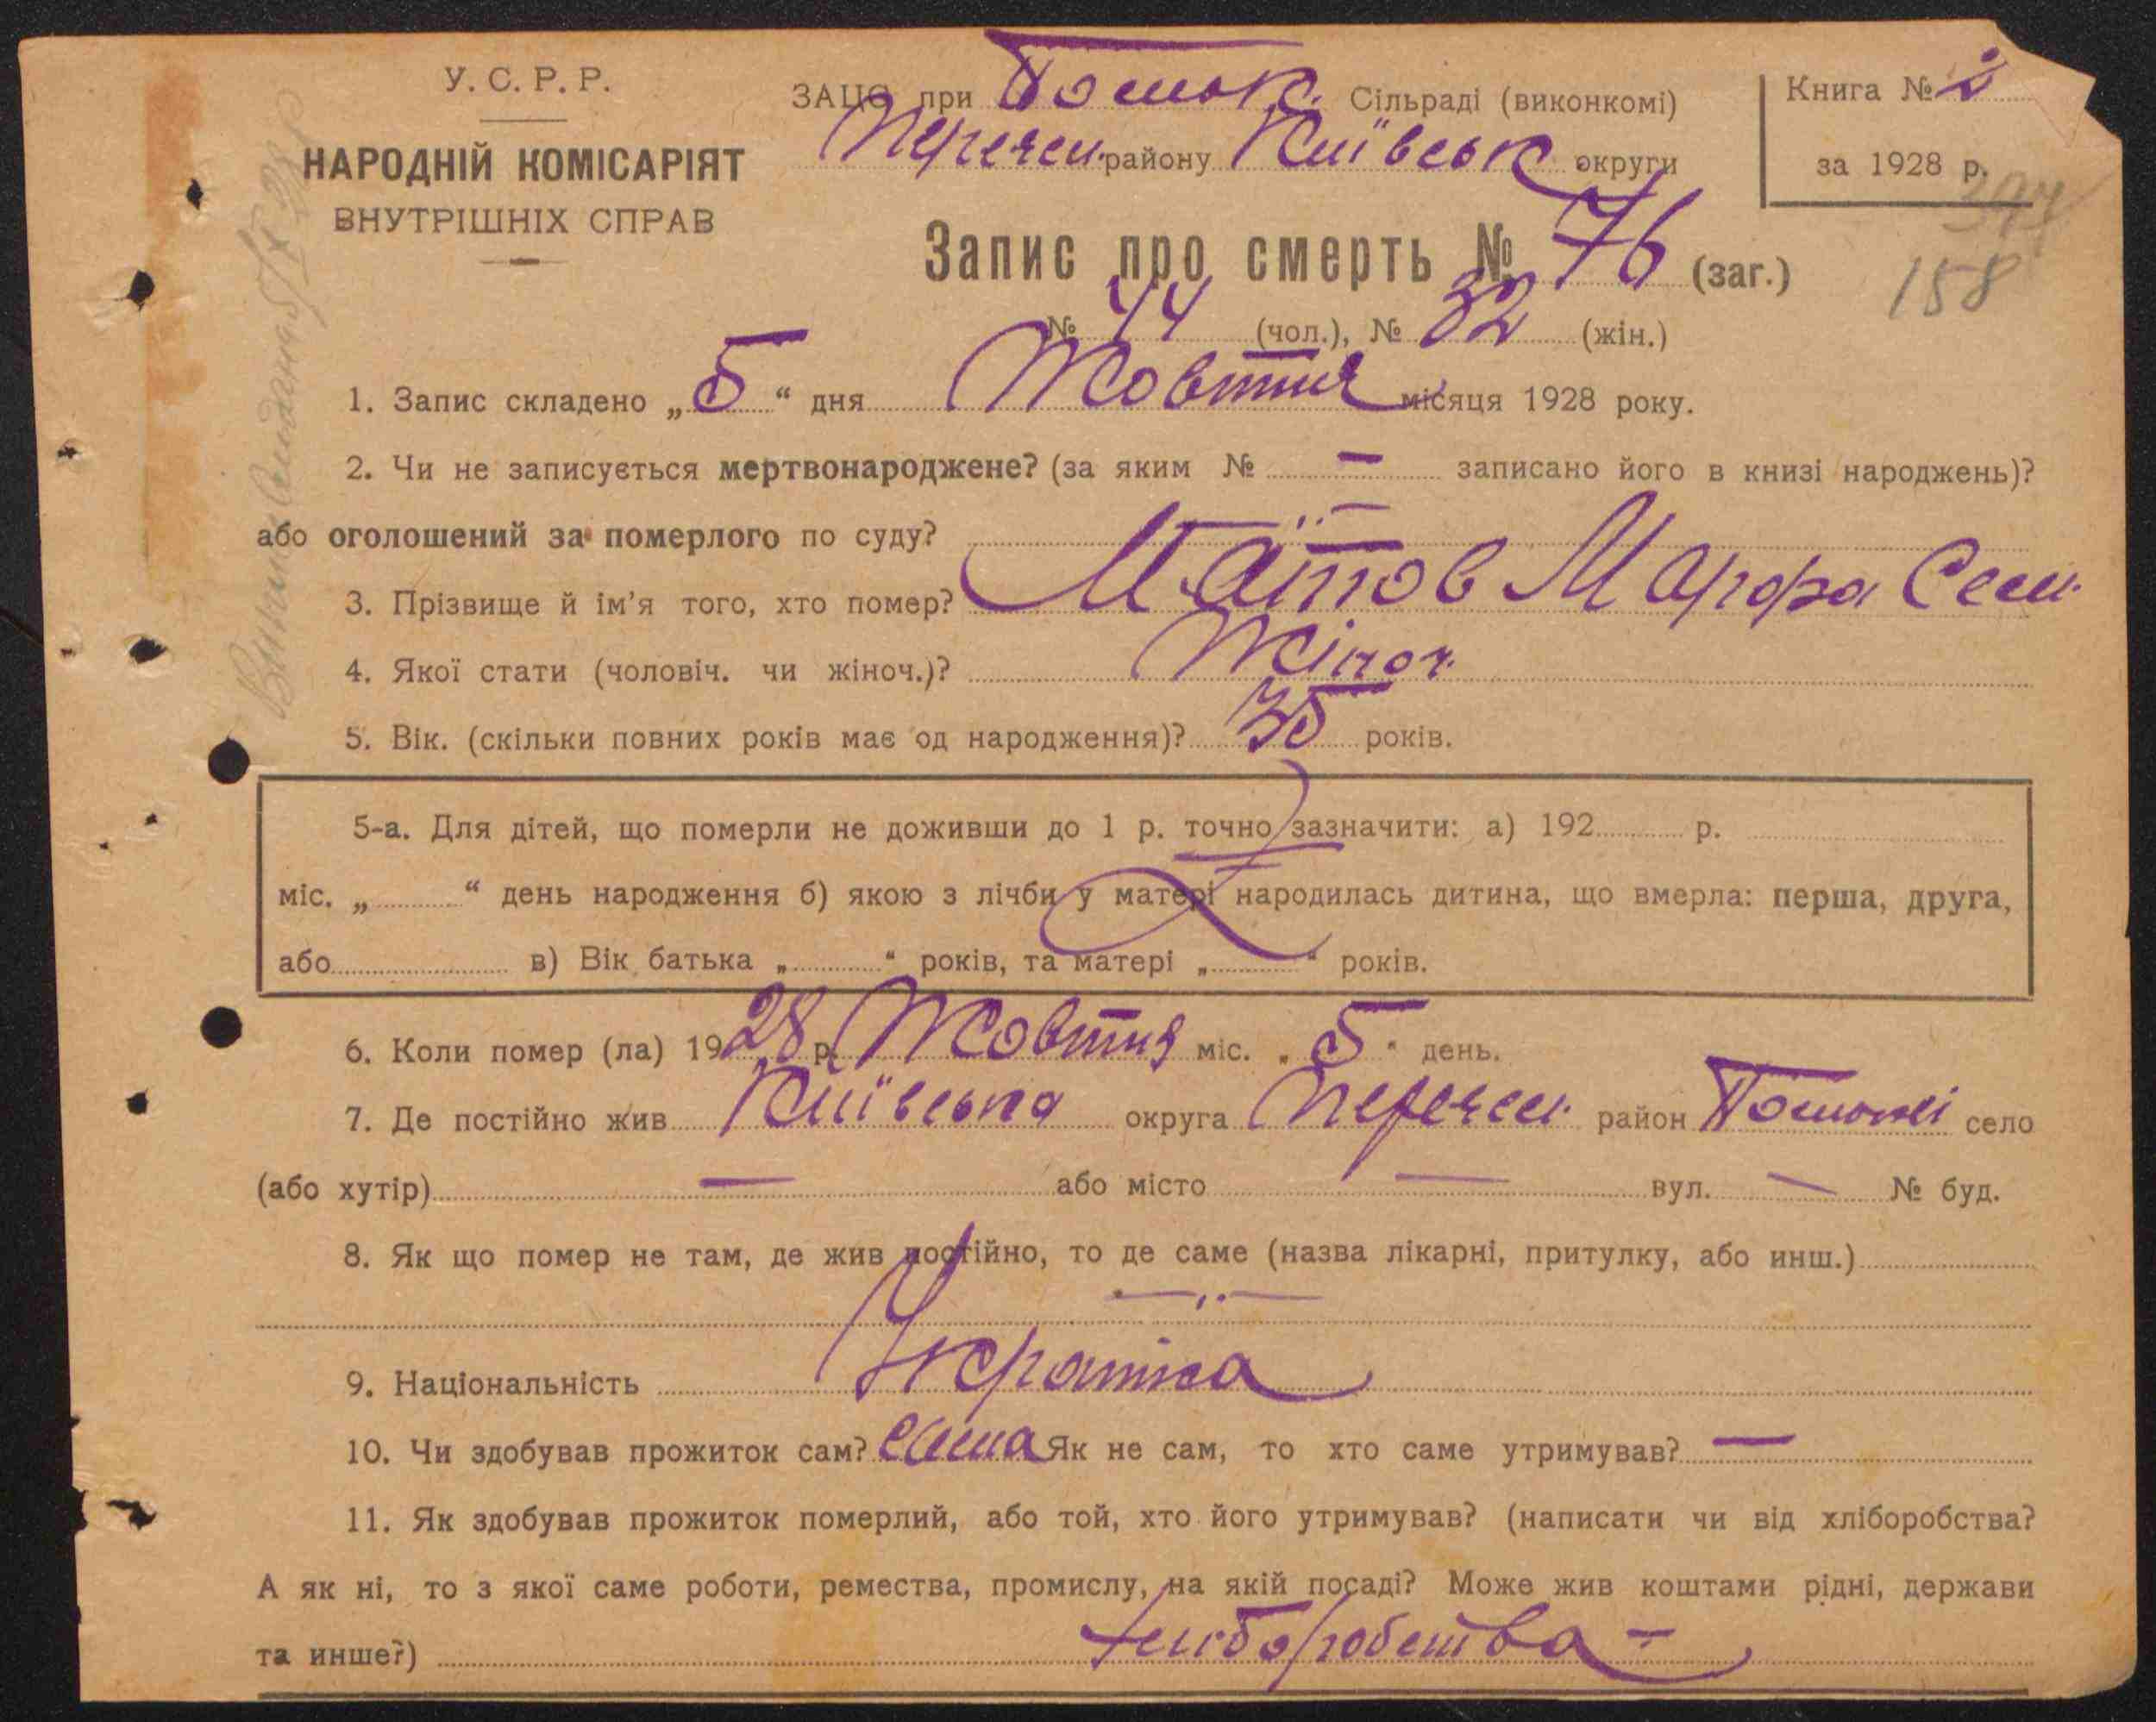 У. С. Р. Р.
НАРОДНІЙ КОМІСАРІЯТ
ВНУТРІШНІХ СПРАВ
ЗАЦС при Сільраді (виконкомі)
району Київськ округи
Книга № 2
за 1928 р.
158
Запис про смерть № 76 (заг.)
№ 44 (чол.), № 32 (жін.)
1. Запис складено „5“ дня Жовтня місяця 1928 року.
2. Чи не записується мертвонароджене? (за яким № — записано його в книзі народжень)?
або оголошений за померлого по суду?
3. Прізвище й ім'я того, хто помер? Марфа Сем.
4. Якої стати (чоловіч. чи жіноч.)? Жіноч.
5. Вік. (скільки повних років має од народження)? 35 років.
5-а. Для дітей, що померли не доживши до 1 р. точно зазначити: а) 192 р.
міс. „ “ день народження б) якою з лічби у матері народилась дитина, що вмерла: перша, друга,
або в) Вік батька „ “ років, та матері „ “ років.
6. Коли помер (ла) 1928 р. Жовтня міс. „5“ день.
7. Де постійно жив Київська округа район село
(або хутір) — або місто — вул. — № буд.
8. Як що помер не там, де жив постійно, то де саме (назва лікарні, притулку, або инш.)
9. Національність
10. Чи здобував прожиток сам? сама Як не сам, то хто саме утримував? —
11. Як здобував прожиток померлий, або той, хто його утримував? (написати чи від хліборобства?
А як ні, то з якої саме роботи, ремества, промислу, на якій посаді? Може жив коштами рідні, держави
та инше?) хліборобства —